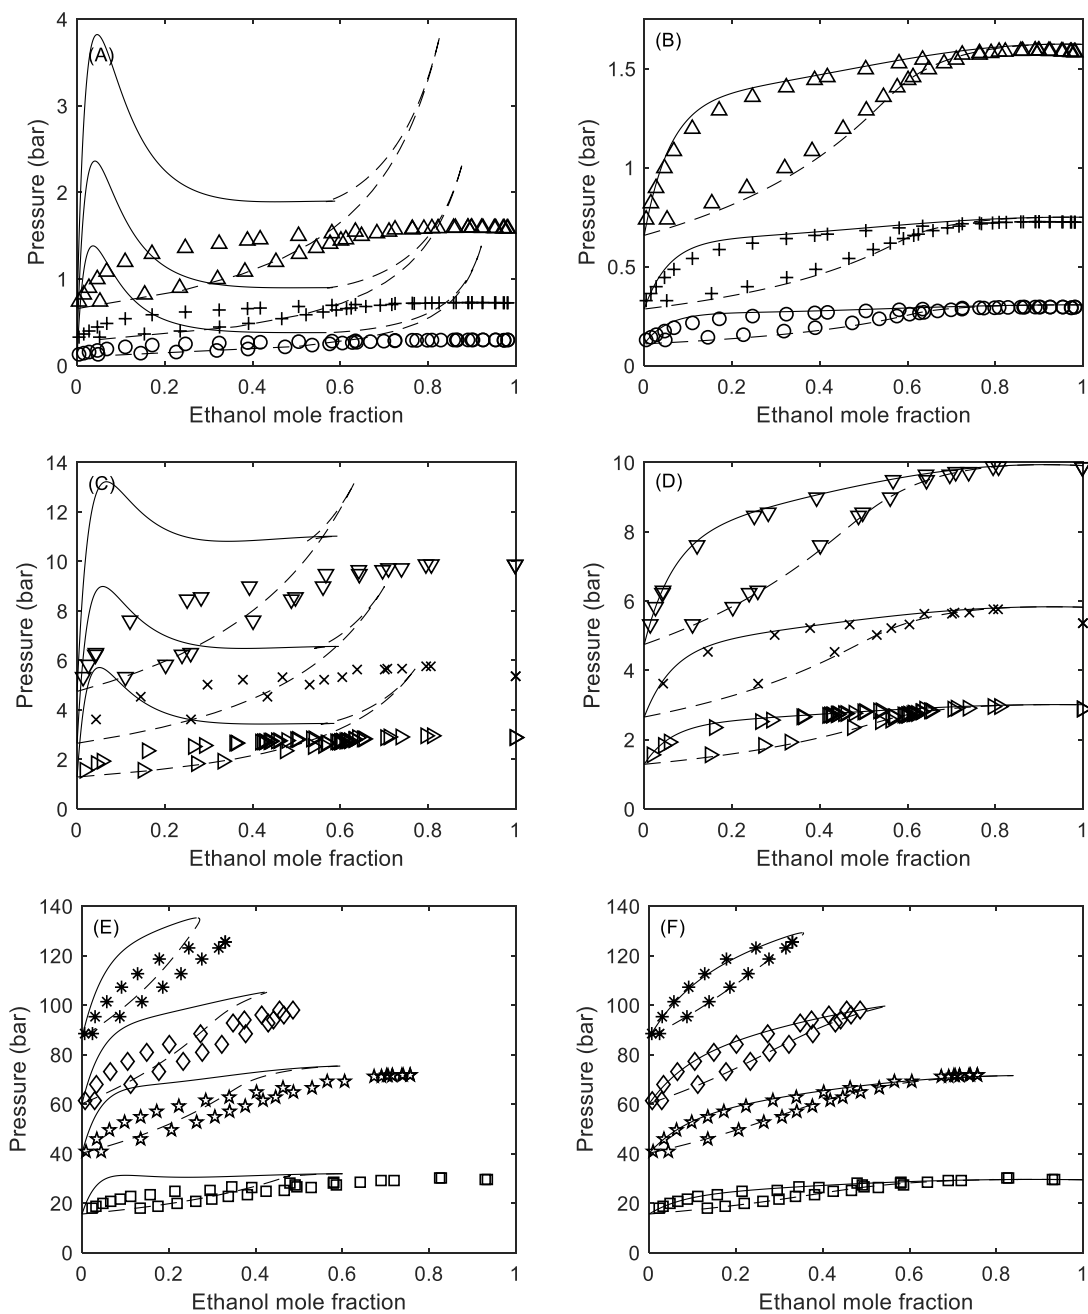 (A)
4
3
2
1
0
Pressure (bar)
0 0.2 0.4 0.6 0.8 1
Ethanol mole fraction
(B)
1.5
1
0.5
0
Pressure (bar)
0 0.2 0.4 0.6 0.8 1
Ethanol mole fraction
(C)
14
12
10
8
6
4
2
0
Pressure (bar)
0 0.2 0.4 0.6 0.8 1
Ethanol mole fraction
(D)
10
8
6
4
2
0
Pressure (bar)
0 0.2 0.4 0.6 0.8 1
Ethanol mole fraction
(E)
140
120
100
80
60
40
20
0
Pressure (bar)
0 0.2 0.4 0.6 0.8 1
Ethanol mole fraction
(F)
140
120
100
80
60
40
20
0
Pressure (bar)
0 0.2 0.4 0.6 0.8 1
Ethanol mole fraction